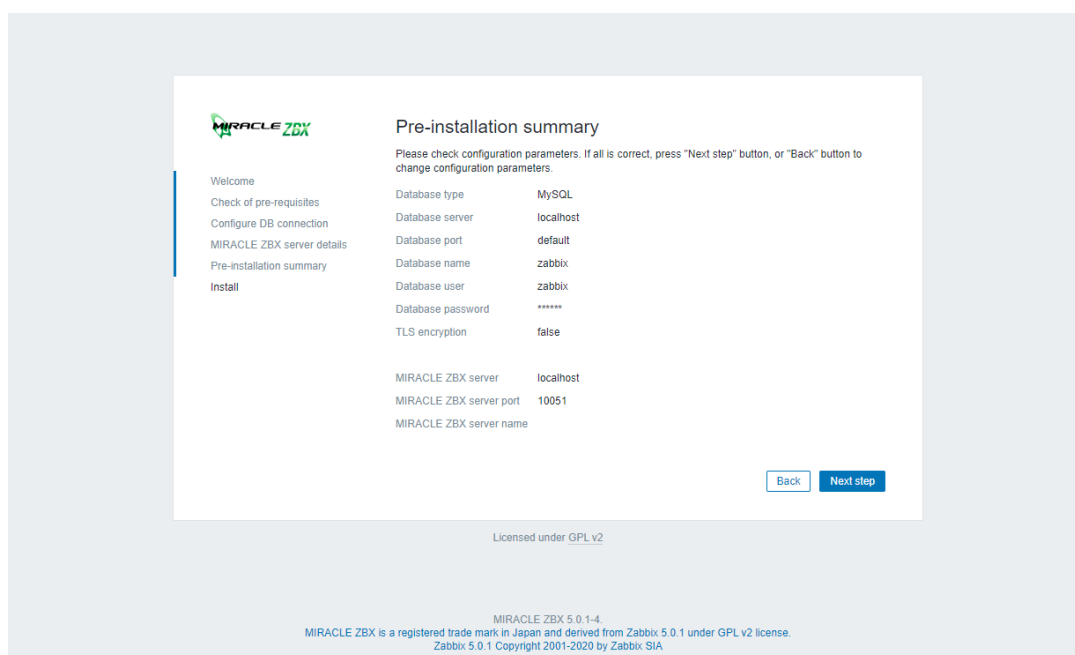 MIRACLE ZBX
Pre-installation summary
Please check configuration parameters. If all is correct, press "Next step" button, or "Back" button to
change configuration parameters.
Welcome
Check of pre-requisites
Configure DB connection
MIRACLE ZBX server details
Pre-installation summary
Install
Database type MySQL
Database server localhost
Database port default
Database name zabbix
Database user zabbix
Database password ******
TLS encryption false
MIRACLE ZBX server localhost
MIRACLE ZBX server port 10051
MIRACLE ZBX server name
Back Next step
Licensed under GPL v2
MIRACLE ZBX 5.0.1-4.
MIRACLE ZBX is a registered trade mark in Japan and derived from Zabbix 5.0.1 under GPL v2 license.
Zabbix 5.0.1 Copyright 2001-2020 by Zabbix SIA